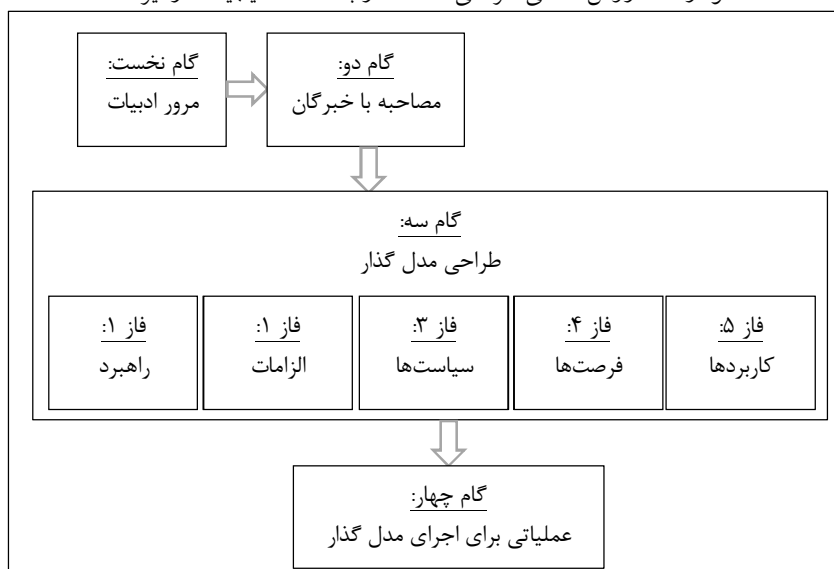 گام نخست:
مرور ادبیات
گام دو:
مصاحبه با خبرگان
گام سه:
طراحی مدل گذار
فاز ۱:
راهبرد
فاز ۱:
الزامات
فاز ۳:
سیاست‌ها
فاز ۴:
فرصت‌ها
فاز ۵:
کاربردها
گام چهار:
عملیاتی برای اجرای مدل گذار